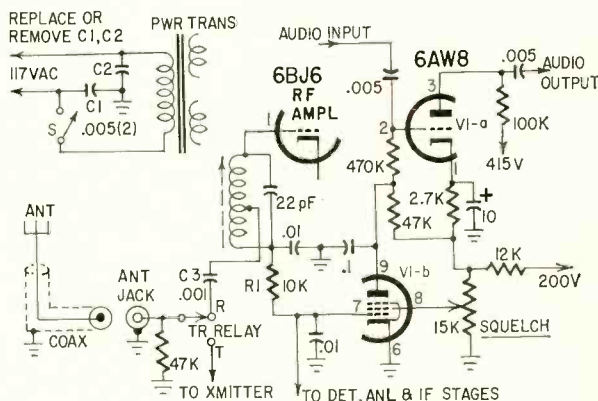 REPLACE OR
REMOVE C1, C2
PWR TRANS
117VAC
C2
C1
S
.005(2)
AUDIO INPUT
6AW8
.005
3
.005
AUDIO
OUTPUT
6BJ6
RF
AMPL
1
2
V1-a
100K
415V
470K
1
2.7K
+
10
47K
22pF
.01
.1
9
V1-b
12K
200V
ANT
ANT
JACK
C3
.001
R
R1
10K
7
8
15K
SQUELCH
6
.01
TR RELAY
T
COAX
47K
TO XMITTER
TO DET, ANL & IF STAGES